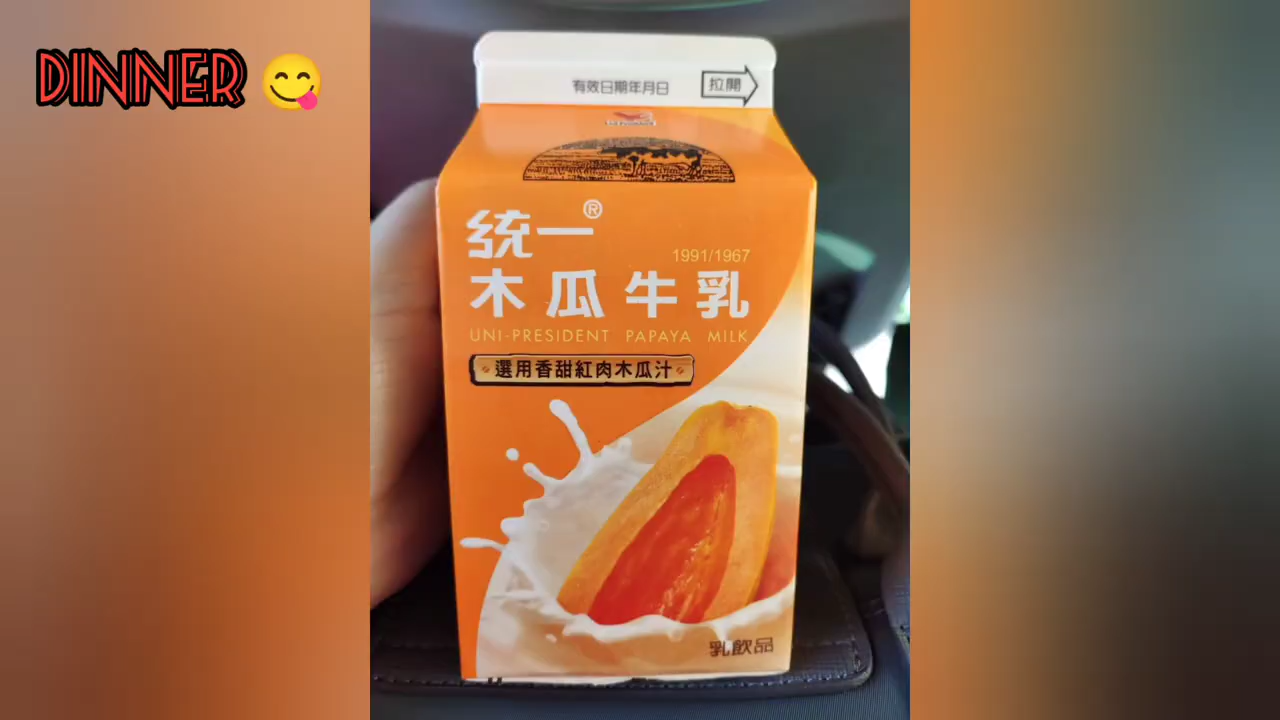 DINNER 😋
有效日期年月日
拉開
統一®
1991/1967
木瓜牛乳
UNI-PRESIDENT PAPAYA MILK
選用香甜紅肉木瓜汁
乳飲品